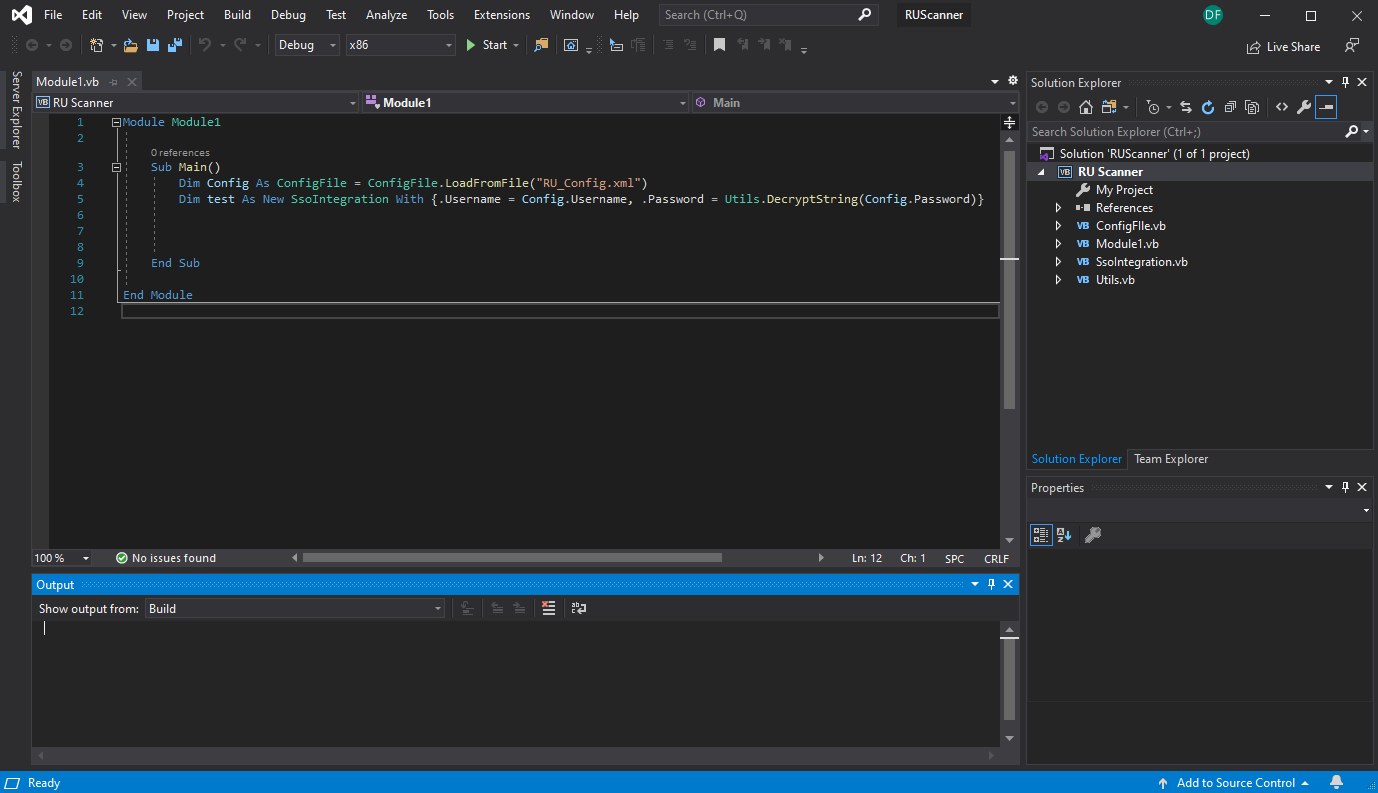 File Edit View Project Build Debug Test Analyze Tools Extensions Window Help Search (Ctrl+Q) RUScanner DF
Debug x86 Start Live Share
Server Explorer
Toolbox
Module1.vb
RU Scanner Module1 Main
1 Module Module1
2
0 references
3 Sub Main()
4 Dim Config As ConfigFile = ConfigFile.LoadFromFile("RU_Config.xml")
5 Dim test As New SsoIntegration With {.Username = Config.Username, .Password = Utils.DecryptString(Config.Password)}
6
7
8
9 End Sub
10
11 End Module
12
100 % No issues found Ln: 12 Ch: 1 SPC CRLF
Output
Show output from: Build
Solution Explorer
Search Solution Explorer (Ctrl+;)
Solution 'RUScanner' (1 of 1 project)
VB RU Scanner
My Project
References
VB ConfigFIle.vb
VB Module1.vb
VB SsoIntegration.vb
VB Utils.vb
Solution Explorer Team Explorer
Properties
Ready Add to Source Control